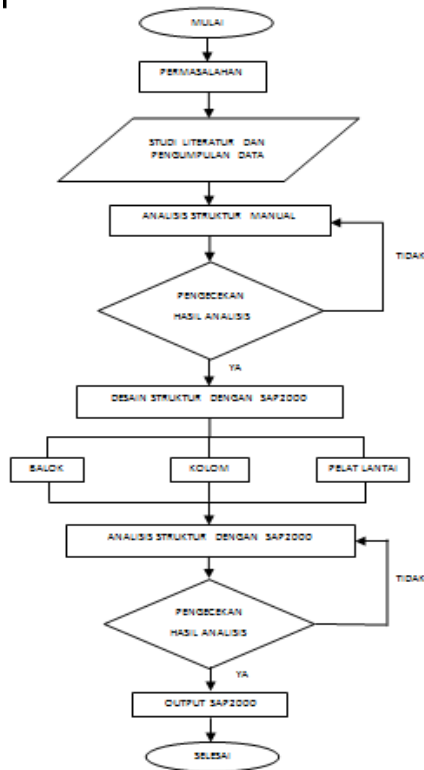 MULAI
PERMASALAHAN
STUDI LITERATUR DAN
PENGUMPULAN DATA
ANALISIS STRUKTUR MANUAL
TIDAK
PENGECEKAN
HASIL ANALISIS
YA
DESAIN STRUKTUR DENGAN SAP2000
BALOK
KOLOM
PELAT LANTAI
ANALISIS STRUKTUR DENGAN SAP2000
TIDAK
PENGECEKAN
HASIL ANALISIS
YA
OUTPUT SAP2000
SELESAI